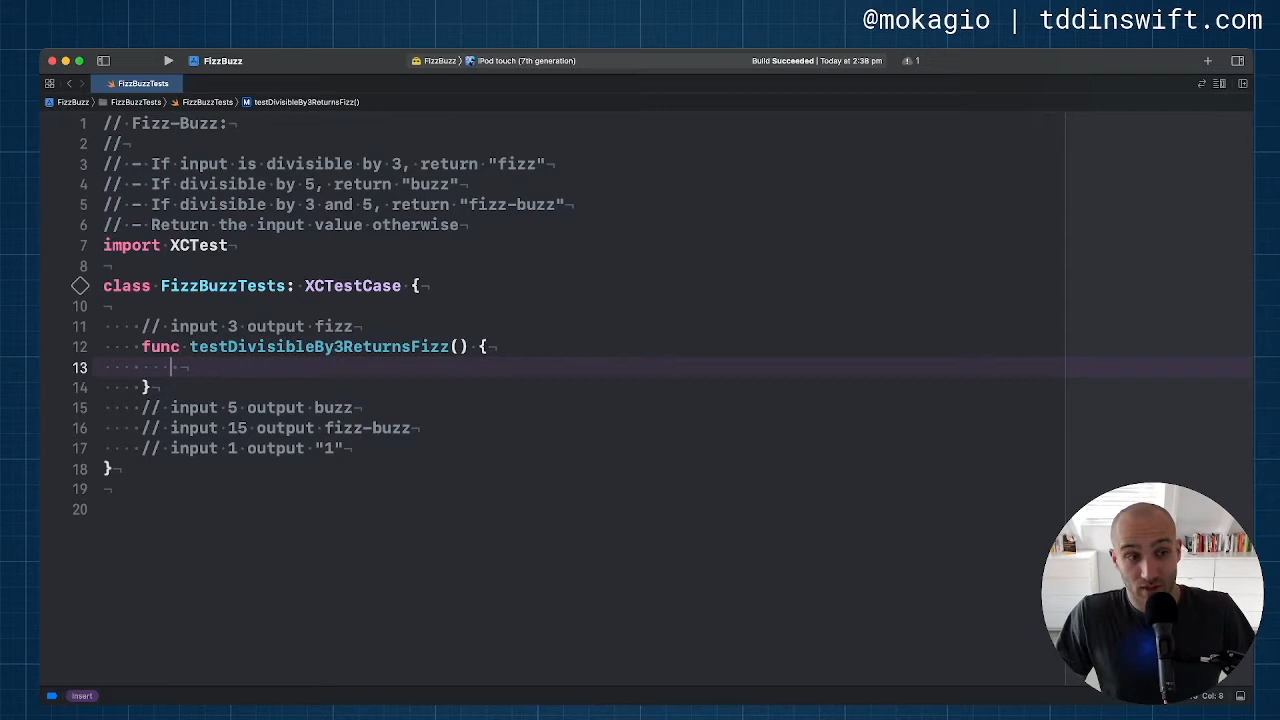 @mokagio | tddinswift.com
FizzBuzz
FizzBuzz 〉 iPod touch (7th generation)
Build Succeeded | Today at 2:38 pm
1
FizzBuzzTests
FizzBuzz 〉 FizzBuzzTests 〉 FizzBuzzTests 〉 M testDivisibleBy3ReturnsFizz()
1 // Fizz-Buzz:
2 //
3 // - If input is divisible by 3, return "fizz"
4 // - If divisible by 5, return "buzz"
5 // - If divisible by 3 and 5, return "fizz-buzz"
6 // - Return the input value otherwise
7 import XCTest
8
class FizzBuzzTests: XCTestCase {
10
11 // input 3 output fizz
12 func testDivisibleBy3ReturnsFizz() {
13
14 }
15 // input 5 output buzz
16 // input 15 output fizz-buzz
17 // input 1 output "1"
18 }
19
20
Insert
Col: 8